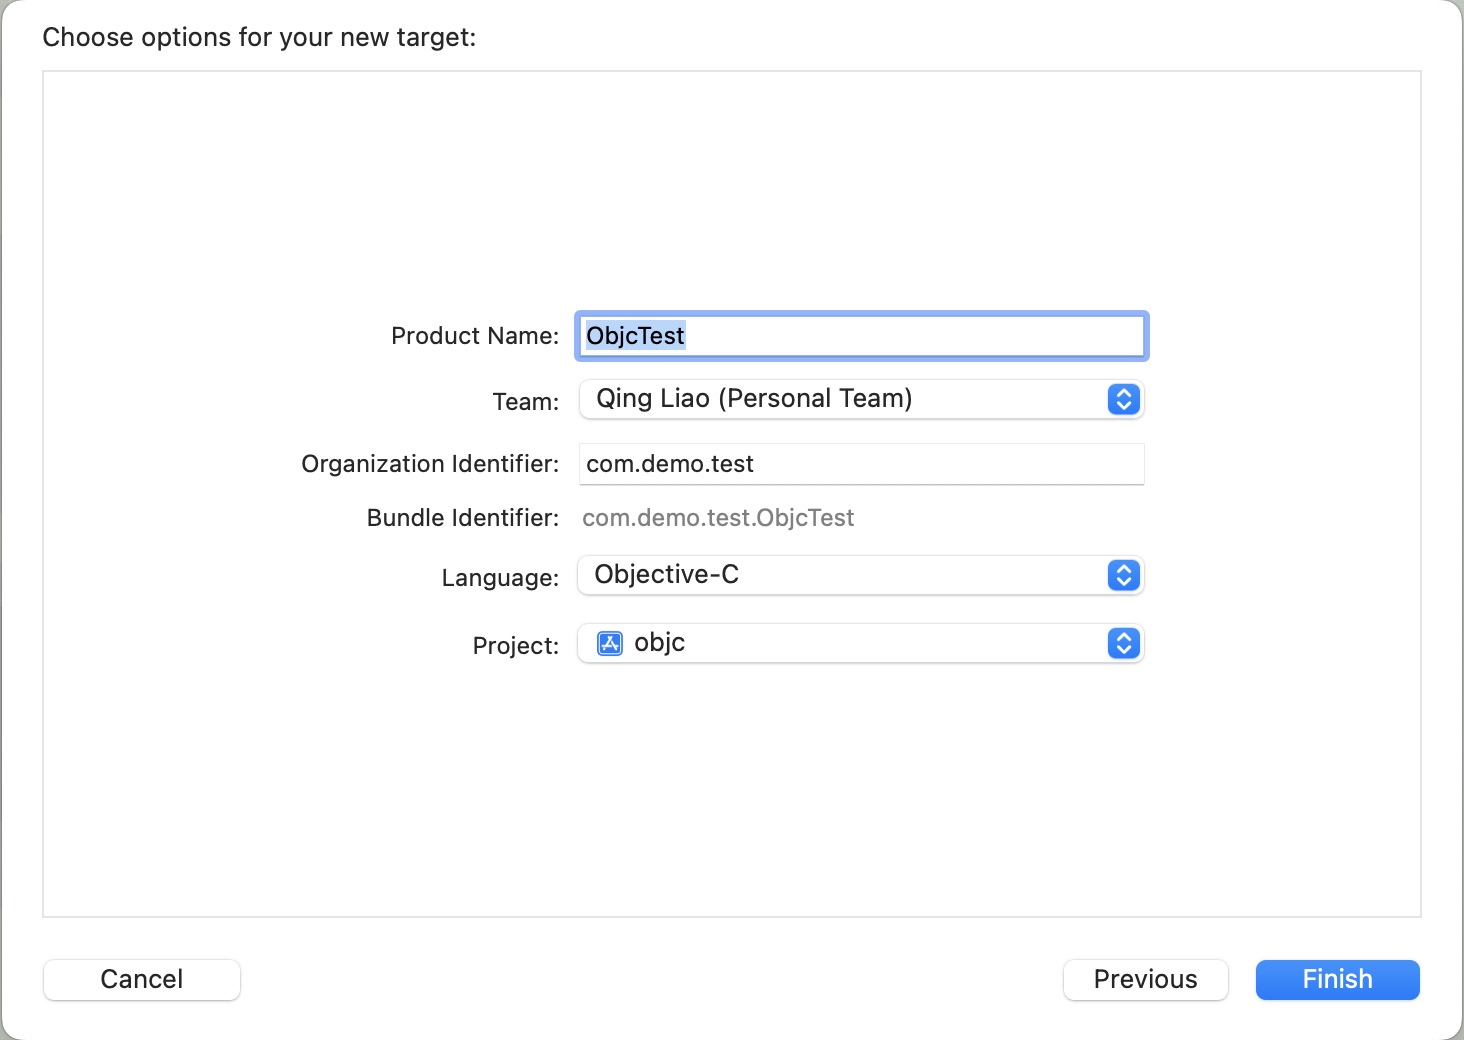 Choose options for your new target:
Product Name: ObjcTest
Team: Qing Liao (Personal Team)
Organization Identifier: com.demo.test
Bundle Identifier: com.demo.test.ObjcTest
Language: Objective-C
Project: objc
Cancel Previous Finish